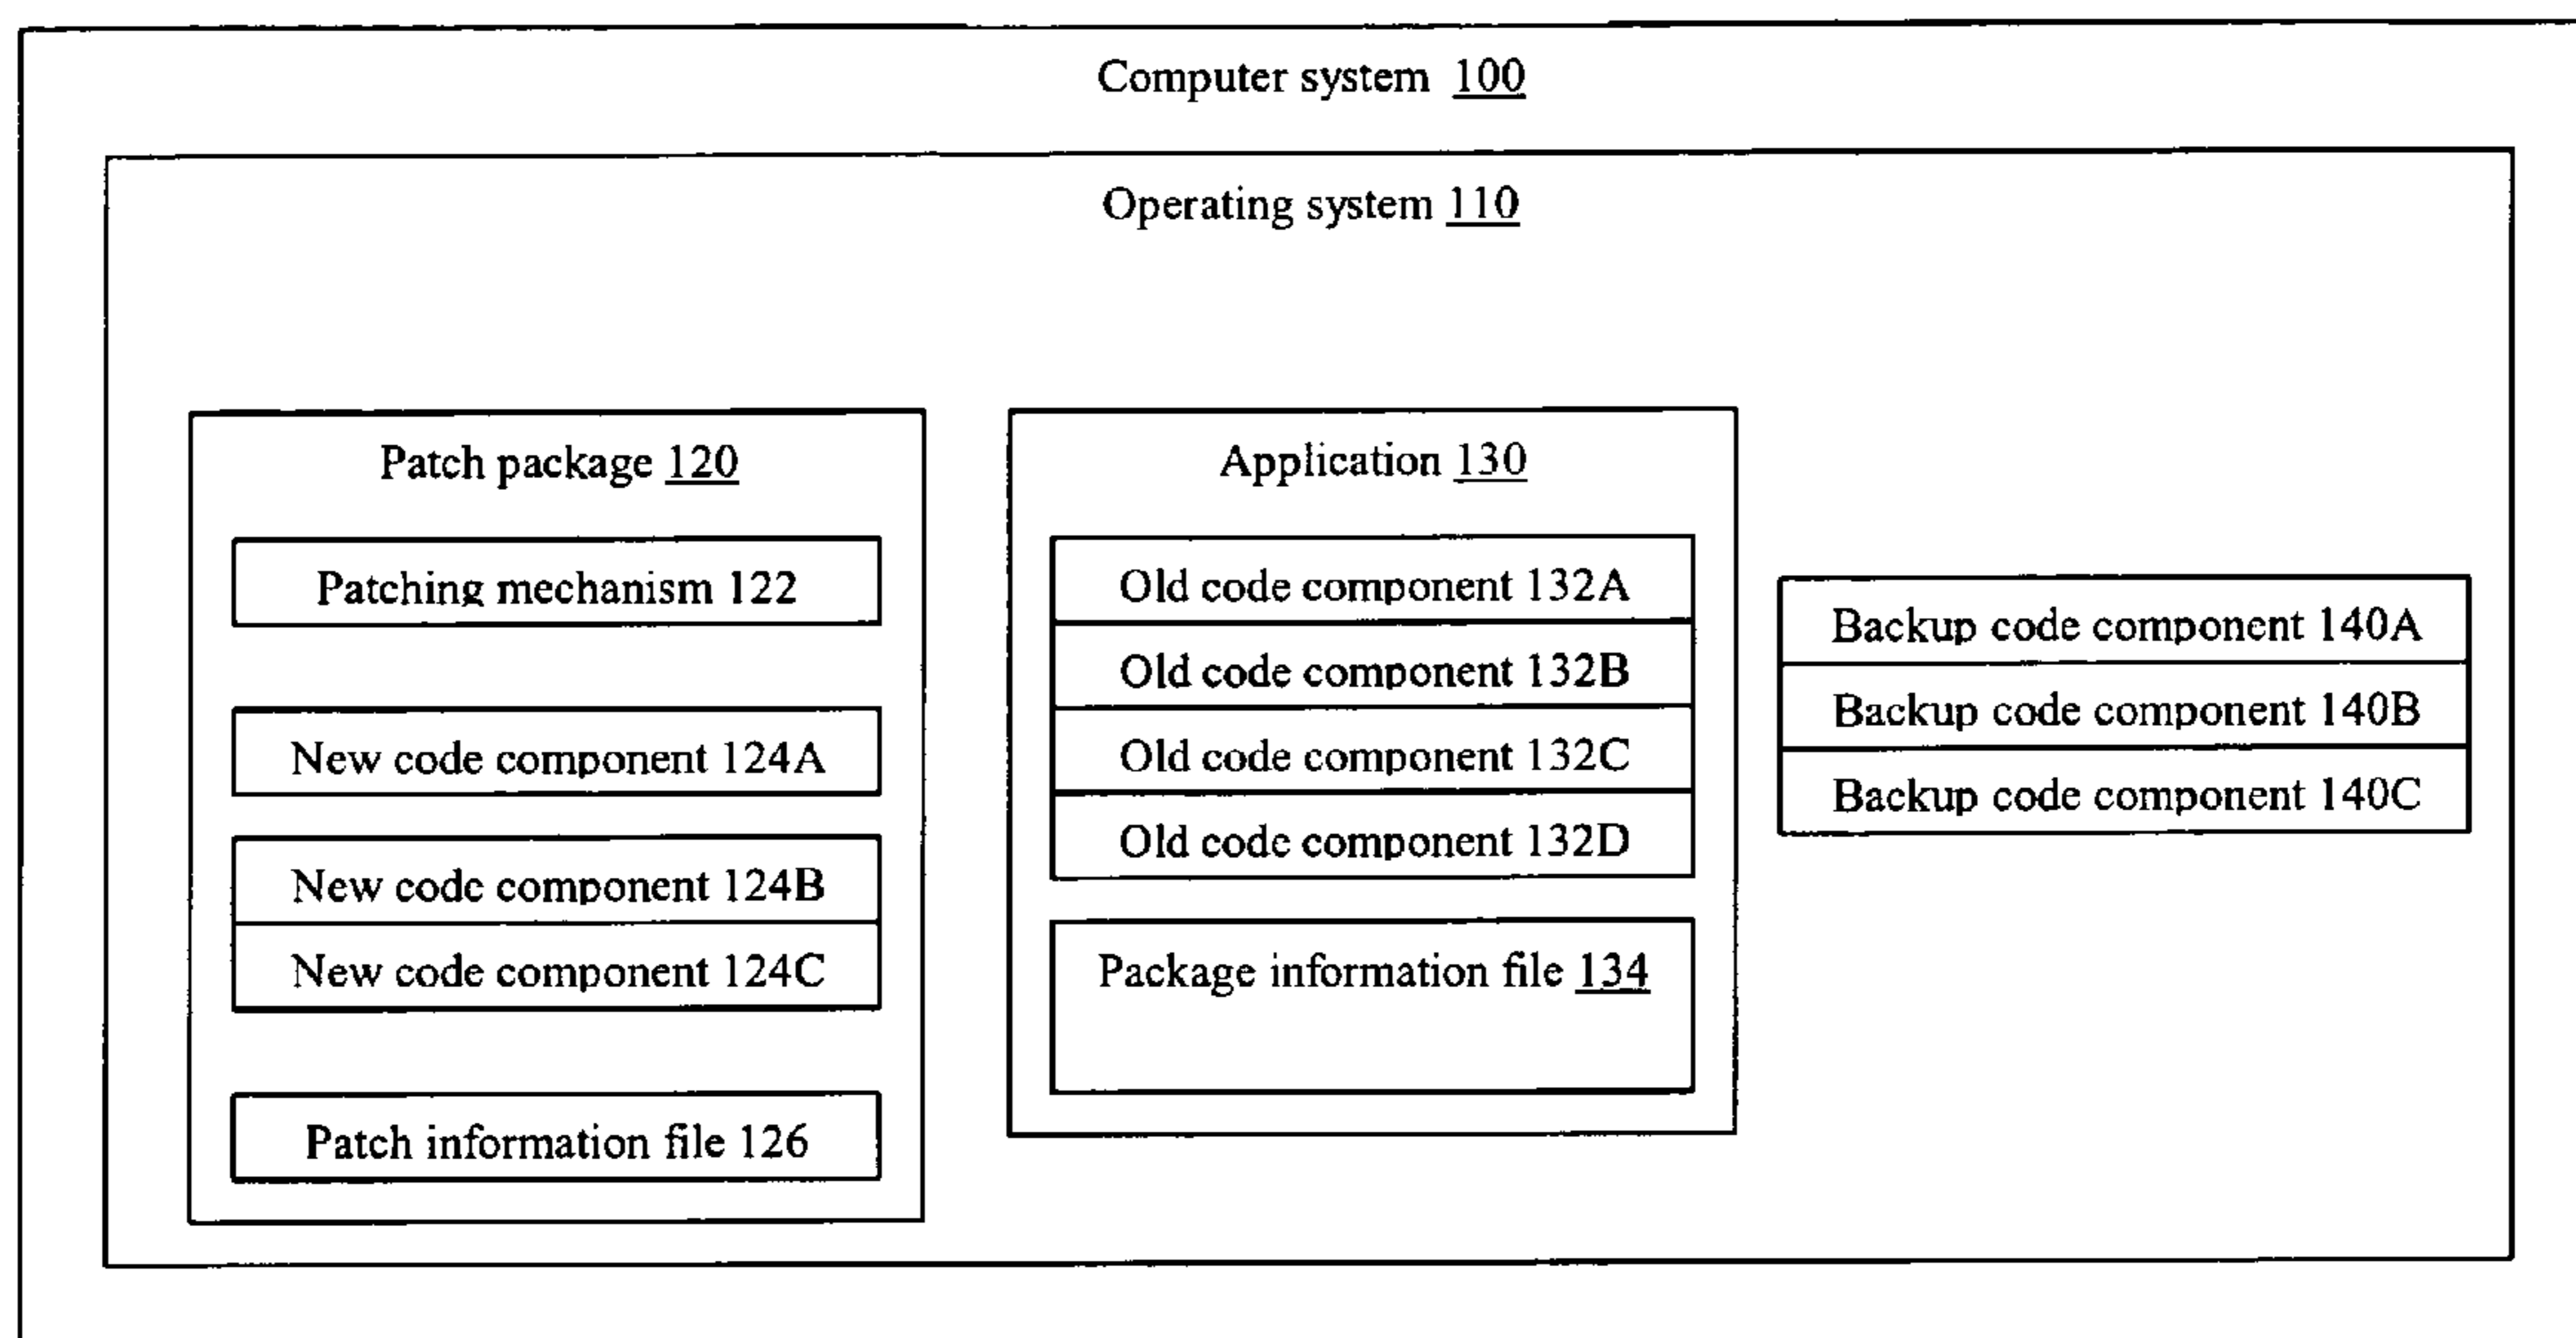 Computer system 100
Operating system 110
Patch package 120
Patching mechanism 122
New code component 124A
New code component 124B
New code component 124C
Patch information file 126
Application 130
Old code component 132A
Old code component 132B
Old code component 132C
Old code component 132D
Package information file 134
Backup code component 140A
Backup code component 140B
Backup code component 140C